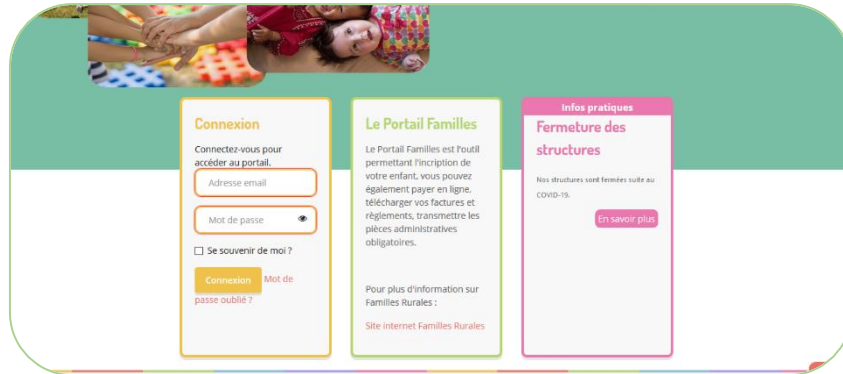 Connexion
Connectez-vous pour
accéder au portail.
Adresse email
Mot de passe
Se souvenir de moi ?
Connexion Mot de
passe oublié ?
Le Portail Familles
Le Portail Familles est l'outil
permettant l'incription de
votre enfant, vous pouvez
également payer en ligne,
télécharger vos factures et
règlements, transmettre les
pièces administratives
obligatoires.
Pour plus d'information sur
Familles Rurales :
Site internet Familles Rurales
Infos pratiques
Fermeture des
structures
Nos structures sont fermées suite au
COVID-19.
En savoir plus